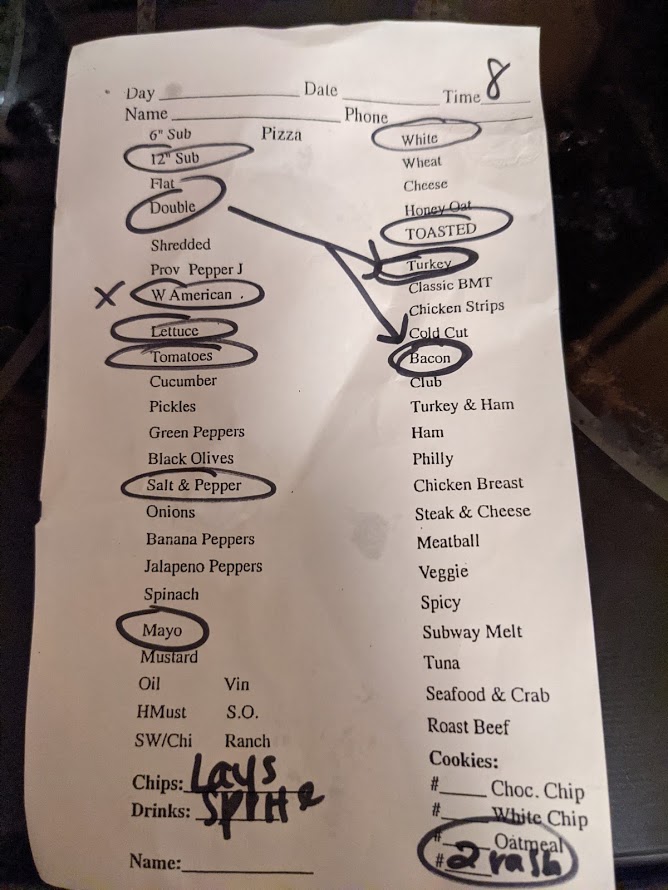 Day Date Time 8
Name Phone
6" Sub Pizza
12" Sub
Flat
Double
Shredded
Prov Pepper J
X W American .
Lettuce
Tomatoes
Cucumber
Pickles
Green Peppers
Black Olives
Salt & Pepper
Onions
Banana Peppers
Jalapeno Peppers
Spinach
Mayo
Mustard
Oil Vin
HMust S.O.
SW/Chi Ranch
Chips: Lays
Drinks: Sprite
Name:
White
Wheat
Cheese
Honey Oat
TOASTED
Turkey
Classic BMT
Chicken Strips
Cold Cut
Bacon
Club
Turkey & Ham
Ham
Philly
Chicken Breast
Steak & Cheese
Meatball
Veggie
Spicy
Subway Melt
Tuna
Seafood & Crab
Roast Beef
Cookies:
# Choc. Chip
# White Chip
# Oatmeal
# 2